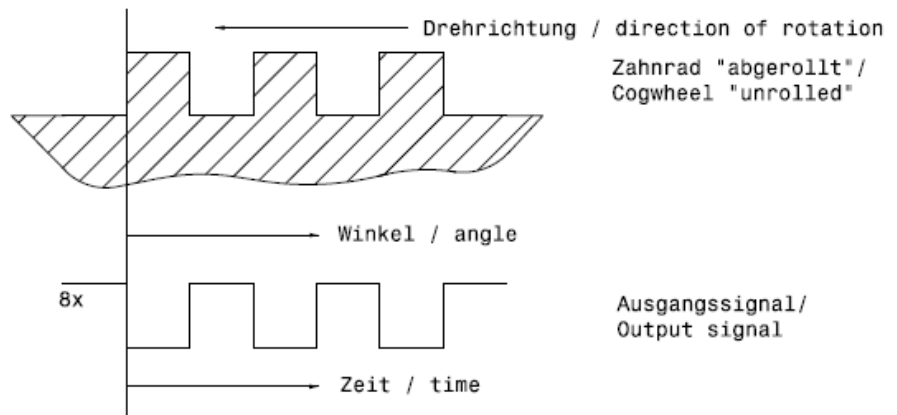 Drehrichtung / direction of rotation
Zahnrad "abgerollt"/
Cogwheel "unrolled"
Winkel / angle
8x
Ausgangssignal/
Output signal
Zeit / time